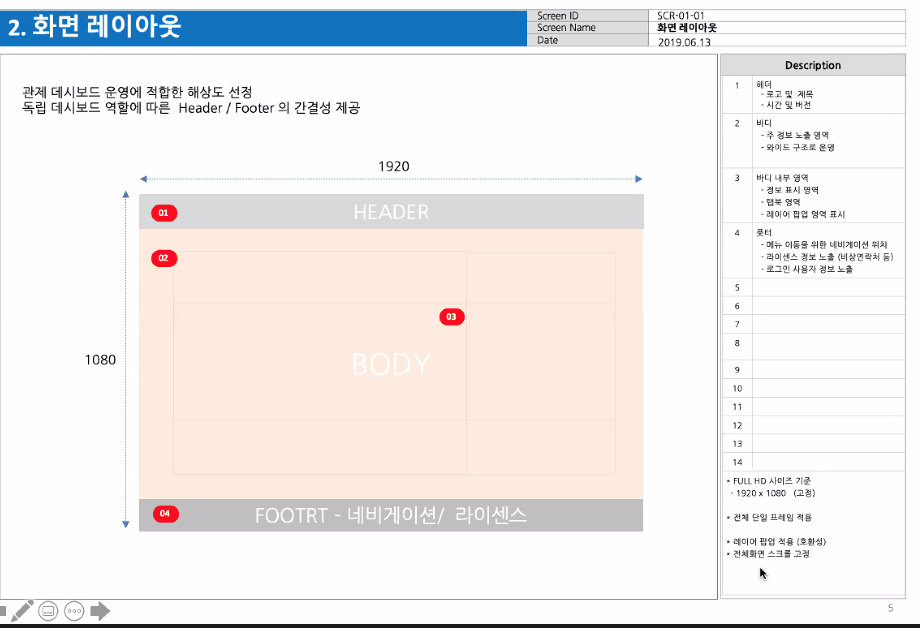 2. 화면 레이아웃
Screen ID
SCR-01-01
Screen Name
화면 레이아웃
Date
2019.06.13
관제 데시보드 운영에 적합한 해상도 선정
독립 데시보드 역할에 따른 Header / Footer 의 간결성 제공
1920
1080
01
HEADER
02
03
BODY
04
FOOTRT - 네비게이션/ 라이센스
Description
1
헤더
- 로고 및 제목
- 시간 및 버전
2
바디
- 주 정보 노출 영역
- 와이드 구조로 운영
3
바디 내부 영역
- 정보 표시 영역
- 탭북 영역
- 레이어 팝업 영역 표시
4
풋터
- 메뉴 이동을 위한 네비게이션 위치
- 라이센스 정보 노출 (비상연락처 등)
- 로그인 사용자 정보 노출
5
6
7
8
9
10
11
12
13
14
* FULL HD 사이즈 기준
- 1920 x 1080 (고정)
* 전체 단일 프레임 적용
* 레이어 팝업 적용 (호환성)
* 전체화면 스크롤 고정
5